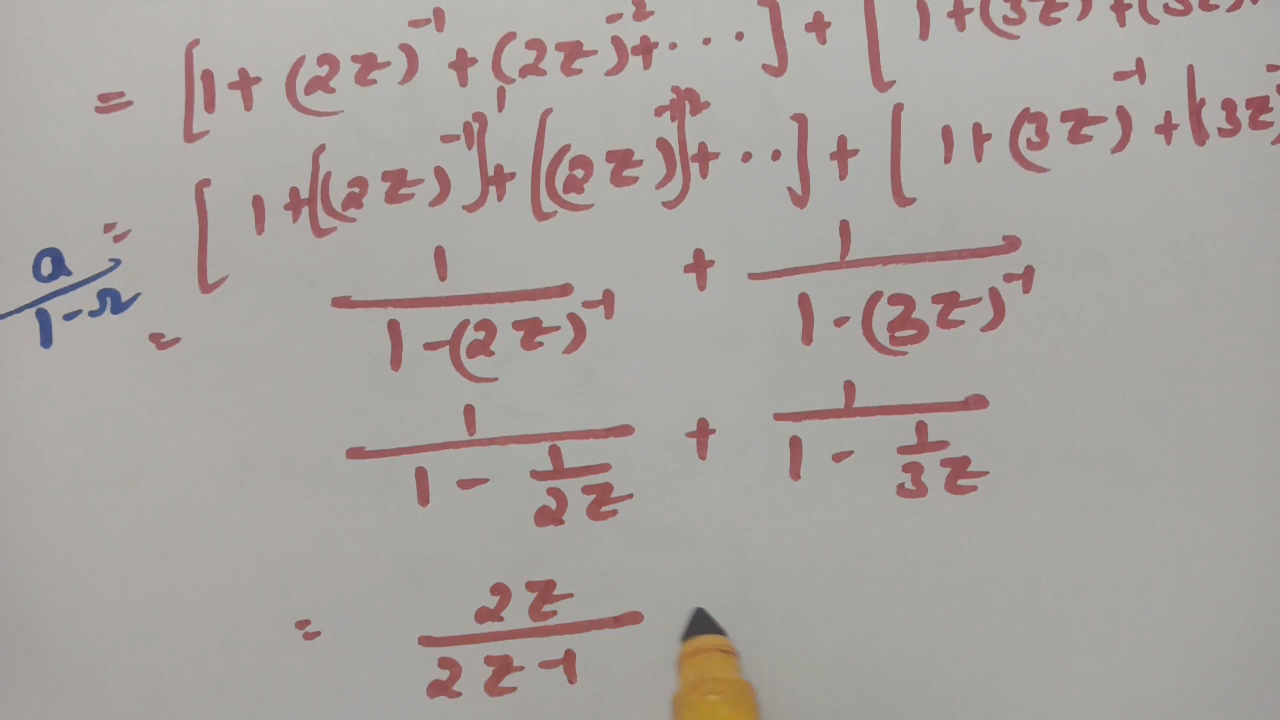 = [1 + (2z)⁻¹ + (2z)⁻² + ...] + [1 + (3z) + (3z)
= [1 + [(2z)⁻¹]¹ + [(2z)⁻¹]² + ..] + [1 + (3z)⁻¹ + (3z
a/(1-r)
= 1/(1-(2z)⁻¹) + 1/(1-(3z)⁻¹)
1/(1 - 1/2z) + 1/(1 - 1/3z)
= 2z/(2z-1)